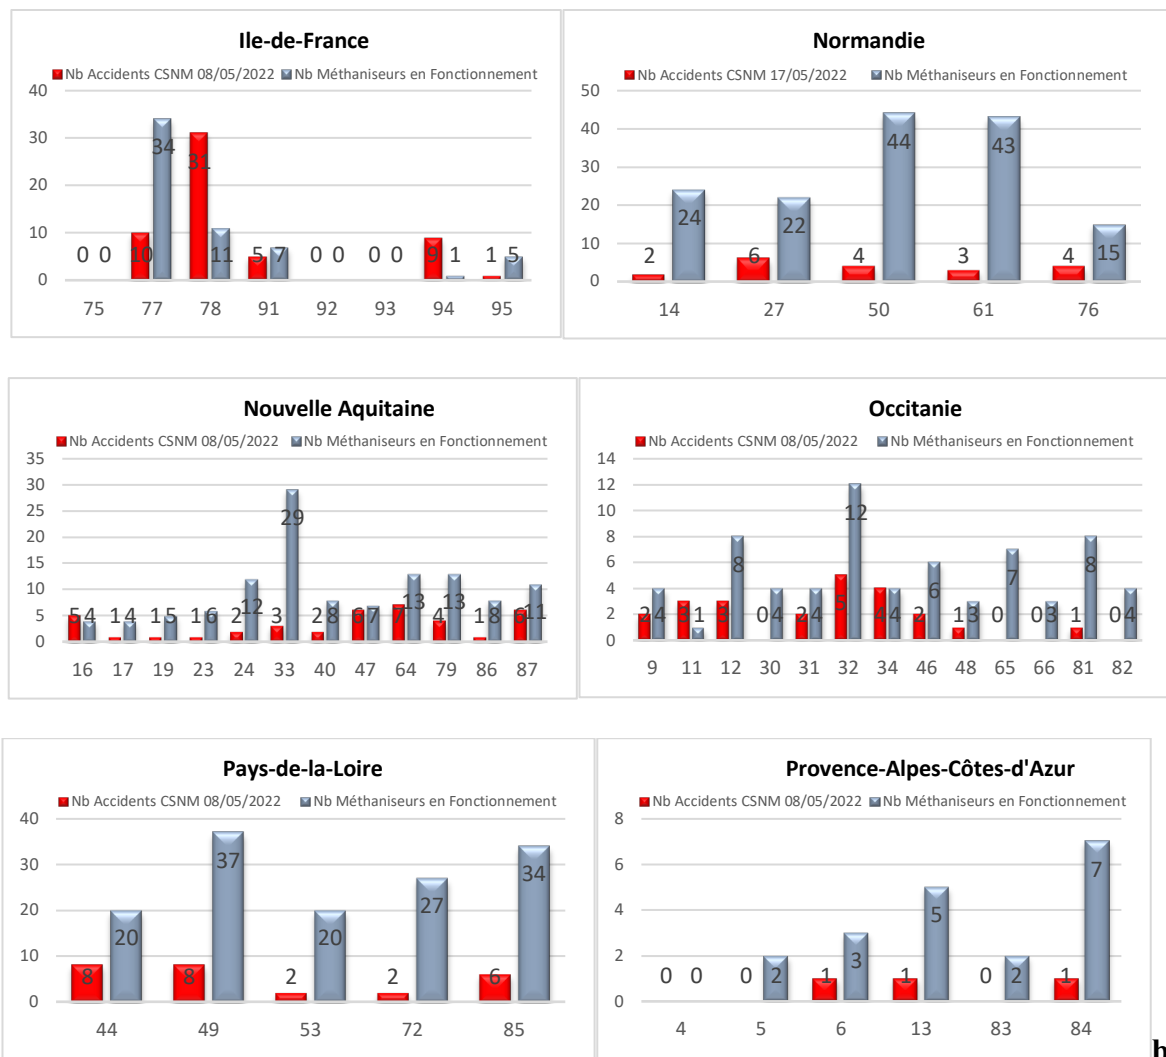 Ile-de-France
Nb Accidents CSNM 08/05/2022 Nb Méthaniseurs en Fonctionnement
40
30
20
10
0
0 0 10 34 31 11 5 7 0 0 0 0 9 1 1 5
75 77 78 91 92 93 94 95
Normandie
Nb Accidents CSNM 17/05/2022 Nb Méthaniseurs en Fonctionnement
50
40
30
20
10
0
2 24 6 22 4 44 3 43 4 15
14 27 50 61 76
Nouvelle Aquitaine
Nb Accidents CSNM 08/05/2022 Nb Méthaniseurs en Fonctionnement
35
30
25
20
15
10
5
0
5 4 1 4 1 5 1 6 2 12 3 29 2 8 6 7 7 13 4 13 1 8 6 11
16 17 19 23 24 33 40 47 64 79 86 87
Occitanie
Nb Accidents CSNM 08/05/2022 Nb Méthaniseurs en Fonctionnement
14
12
10
8
6
4
2
0
2 4 3 1 3 8 0 4 2 4 5 12 4 4 2 6 1 3 0 7 0 3 1 8 0 4
9 11 12 30 31 32 34 46 48 65 66 81 82
Pays-de-la-Loire
Nb Accidents CSNM 08/05/2022 Nb Méthaniseurs en Fonctionnement
40
30
20
10
0
8 20 8 37 2 20 2 27 6 34
44 49 53 72 85
Provence-Alpes-Côtes-d'Azur
Nb Accidents CSNM 08/05/2022 Nb Méthaniseurs en Fonctionnement
8
6
4
2
0
0 0 0 2 1 3 1 5 0 2 1 7
4 5 6 13 83 84